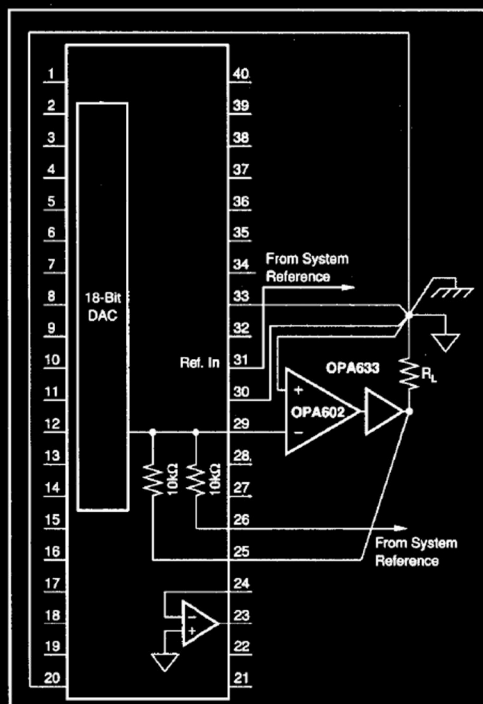 1 40
2 39
3 38
4 37
5 36
6 35
7 34
From System
Reference
8 33
18-Bit
DAC
9 32
Ref. In
10 31
OPA633
R_L
11 30
OPA602
+
12 29
–
13 28
10kΩ 10kΩ
14 27
15 26
From System
Reference
16 25
17 24
–
18 23
+
19 22
20 21